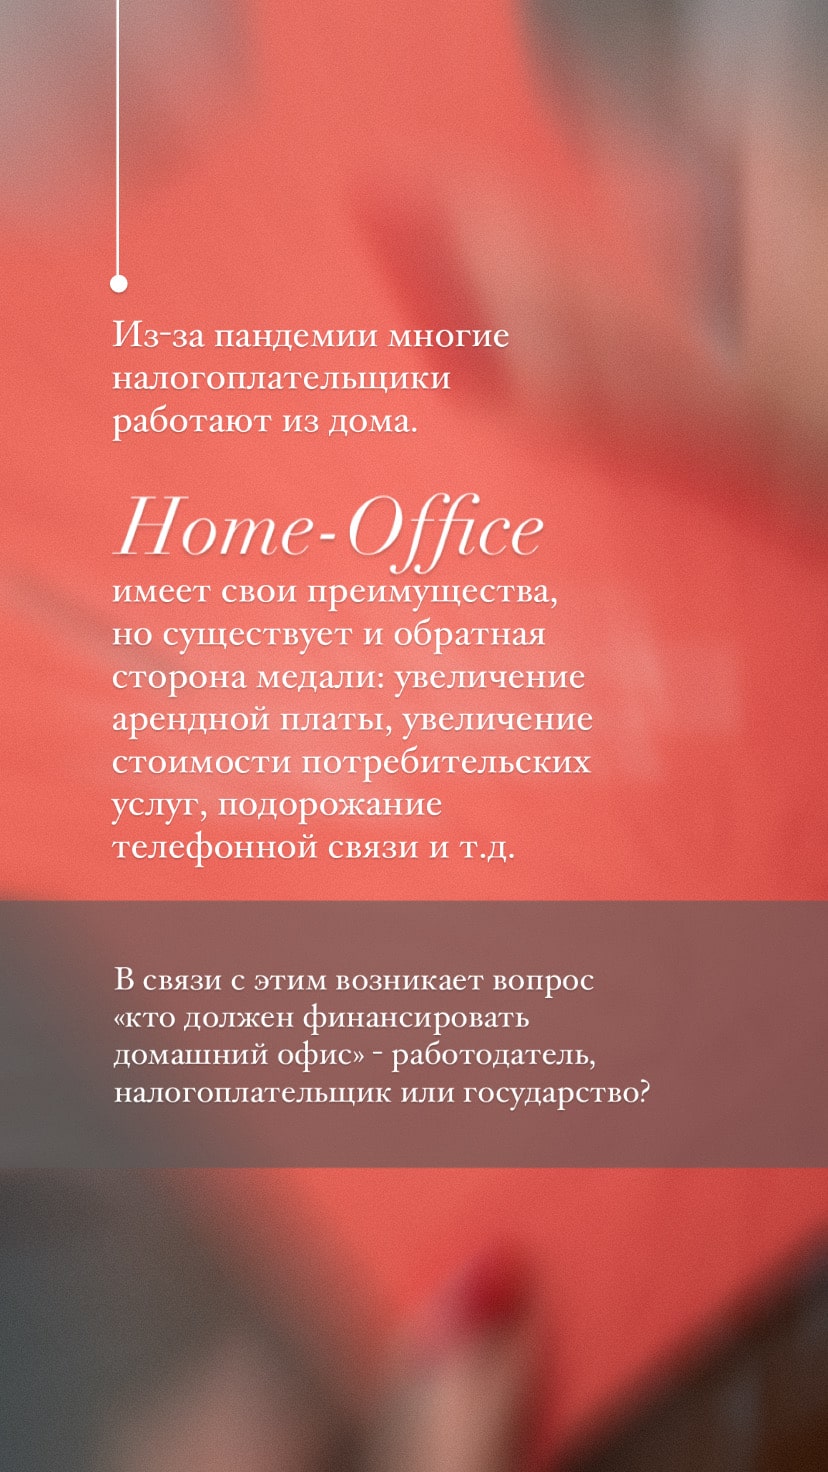 Из-за пандемии многие
налогоплательщики
работают из дома.
Home-Office
имеет свои преимущества,
но существует и обратная
сторона медали: увеличение
арендной платы, увеличение
стоимости потребительских
услуг, подорожание
телефонной связи и т.д.
В связи с этим возникает вопрос
«кто должен финансировать
домашний офис» - работодатель,
налогоплательщик или государство?